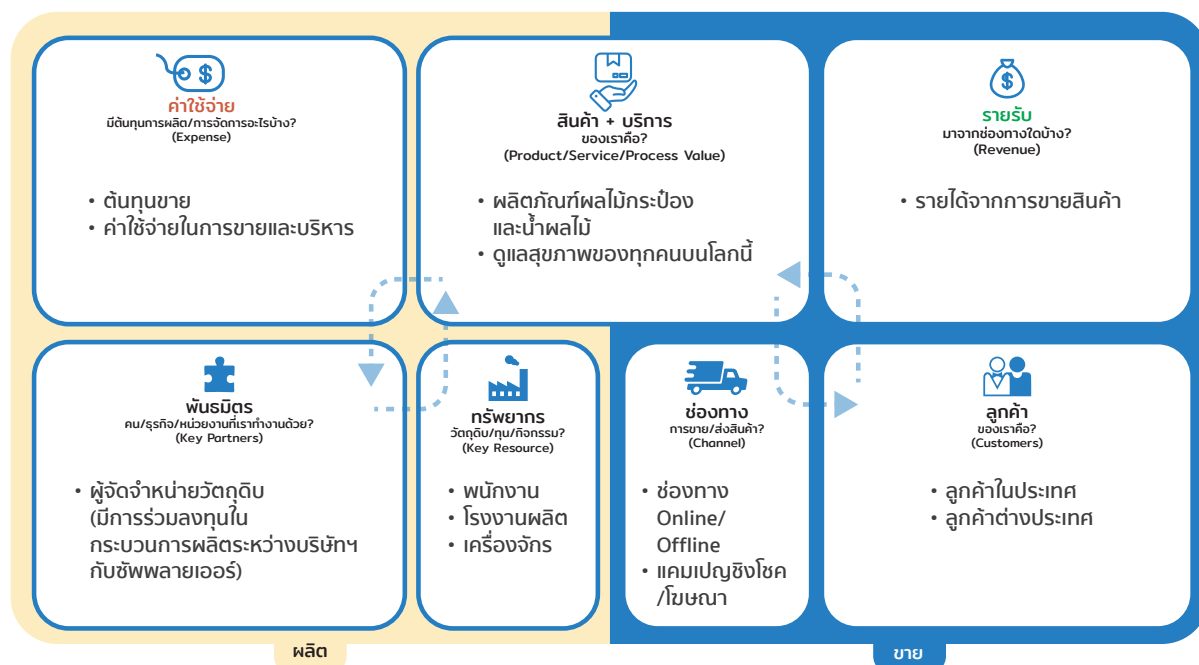 ค่าใช้จ่าย
มีต้นทุนการผลิต/การจัดการอะไรบ้าง?
(Expense)
• ต้นทุนขาย
• ค่าใช้จ่ายในการขายและบริหาร
สินค้า + บริการ
ของเราคือ?
(Product/Service/Process Value)
• ผลิตภัณฑ์ผลไม้กระป๋อง
และน้ำผลไม้
• ดูแลสุขภาพของทุกคนบนโลกนี้
รายรับ
มาจากช่องทางใดบ้าง?
(Revenue)
• รายได้จากการขายสินค้า
พันธมิตร
คน/ธุรกิจ/หน่วยงานที่เราทำงานด้วย?
(Key Partners)
• ผู้จัดจำหน่ายวัตถุดิบ
(มีการร่วมลงทุนใน
กระบวนการผลิตระหว่างบริษัทฯ
กับซัพพลายเออร์)
ทรัพยากร
วัตถุดิบ/ทุน/กิจกรรม?
(Key Resource)
• พนักงาน
• โรงงานผลิต
• เครื่องจักร
ช่องทาง
การขาย/ส่งสินค้า?
(Channel)
• ช่องทาง
Online/
Offline
• แคมเปญชิงโชค
/โฆษณา
ลูกค้า
ของเราคือ?
(Customers)
• ลูกค้าในประเทศ
• ลูกค้าต่างประเทศ
ผลิต
ขาย